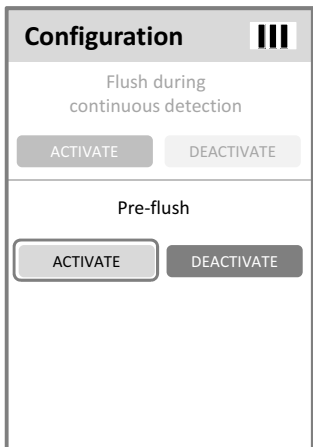 Configuration
Flush during
continuous detection
ACTIVATE DEACTIVATE
Pre-flush
ACTIVATE DEACTIVATE